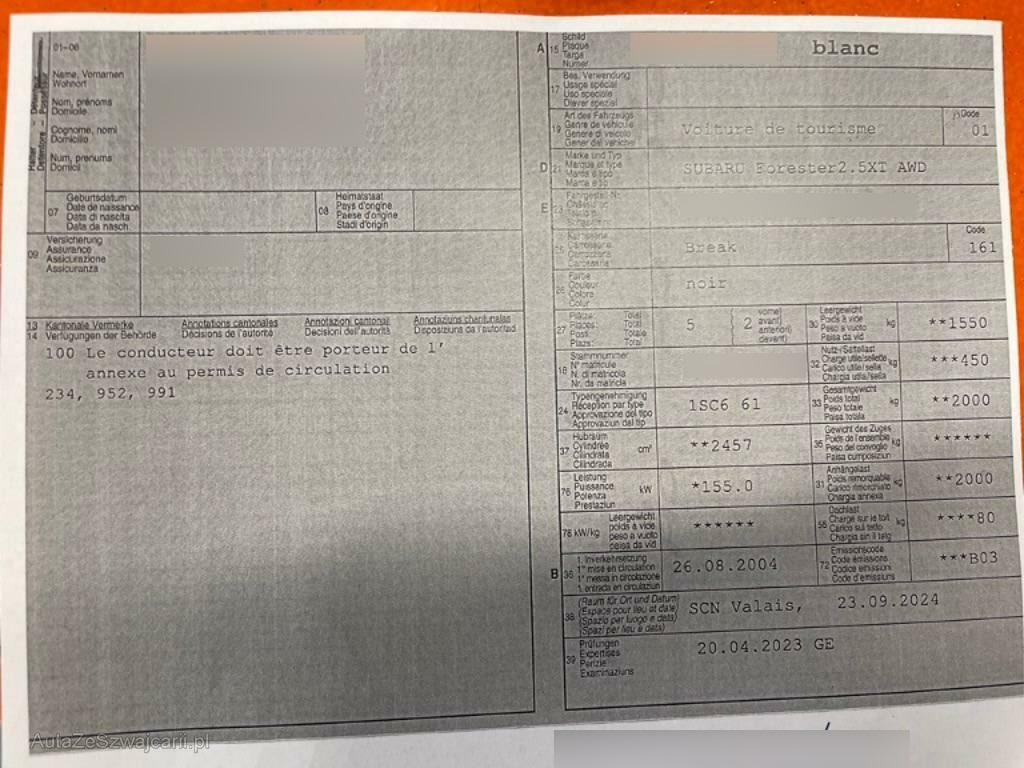 01-06
Name, Vornamen
Wohnort
Nom, prénoms
Domicile
Cognome, nomi
Domicilio
Num, prenums
Domicil
07 Geburtsdatum
Date de naissance
Data di nascita
Data da nasch.
08 Heimatstaat
Pays d'origine
Paese d'origine
Stadi d'origin
09 Versicherung
Assurance
Assicurazione
Assicuranza
13 Kantonale Vermerke Annotations cantonales Annotazioni cantonali Annotaziuns chantunalas
14 Verfügungen der Behörde Décisions de l'autorité Decisioni dell'autorità Disposiziuns da l'autoritad
100 Le conducteur doit être porteur de l'
annexe au permis de circulation
234, 952, 991
A 15 Schild
Plaque
Targa
Numer
blanc
17 Bes. Verwendung
Usage spécial
Uso speciale
Diever spezial
19 Art des Fahrzeugs
Genre de véhicule
Genere di veicolo
Gener dal vehichel
Voiture de tourisme
Code
01
D 21 Marke und Typ
Marque et type
Marca e tipo
Marca e tip
SUBARU Forester2.5XT AWD
E 23
25
Carrosserie
Break
Code
161
26 Farbe
Couleur
Colore
Colur
noir
27 Plätze: Total
Places: Total
Posti: Totale
Plazs: Total
5
2
vorne)
avant)
anteriori)
davant)
30 Leergewicht
Poids à vide
Peso a vuoto
Paisa da vid
kg
**1550
18 Stammnummer
N° matricule
N. di matricola
Nr. da matricla
32 Nutz-/Sattellast
Charge utile/sellette
Carico utile/sella
Chargia utila/sella
kg
***450
24 Typengenehmigung
Réception par type
Approvazione del tipo
Approvaziun dal tip
1SC6 61
33 Gesamtgewicht
Poids total
Peso totale
Paisa totala
kg
**2000
37 Hubraum
Cylindrée
Cilindrata
Cilindrada
cm³
**2457
35 Gewicht des Zuges
Poids de l'ensemble
Peso del convoglio
Paisa cumposiziun
kg
******
76 Leistung
Puissance
Potenza
Prestaziun
kW
*155.0
31 Anhängelast
Poids remorquable
Carico rimorchiato
Chargia annexa
kg
**2000
78 kW/kg
Leergewicht
poids à vide
peso a vuoto
paisa da vid
******
55 Dachlast
Charge sur le toit
Carico sul tetto
Chargia sin il tetg
kg
****80
B 36 1. Inverkehrsetzung
1re mise en circulation
1a messa in circolazione
1. entrada en circulaziun
26.08.2004
72 Emissionscode
Code émissions
Codice emissioni
Code d'emissiuns
***B03
38 (Raum für Ort und Datum)
(Espace pour lieu et date)
(Spazio per luogo e data)
(Spazi per lieu e data)
SCN Valais, 23.09.2024
39 Prüfungen
Expertises
Perizie
Examinaziuns
20.04.2023 GE
AutaZeSzwajcarii.pl